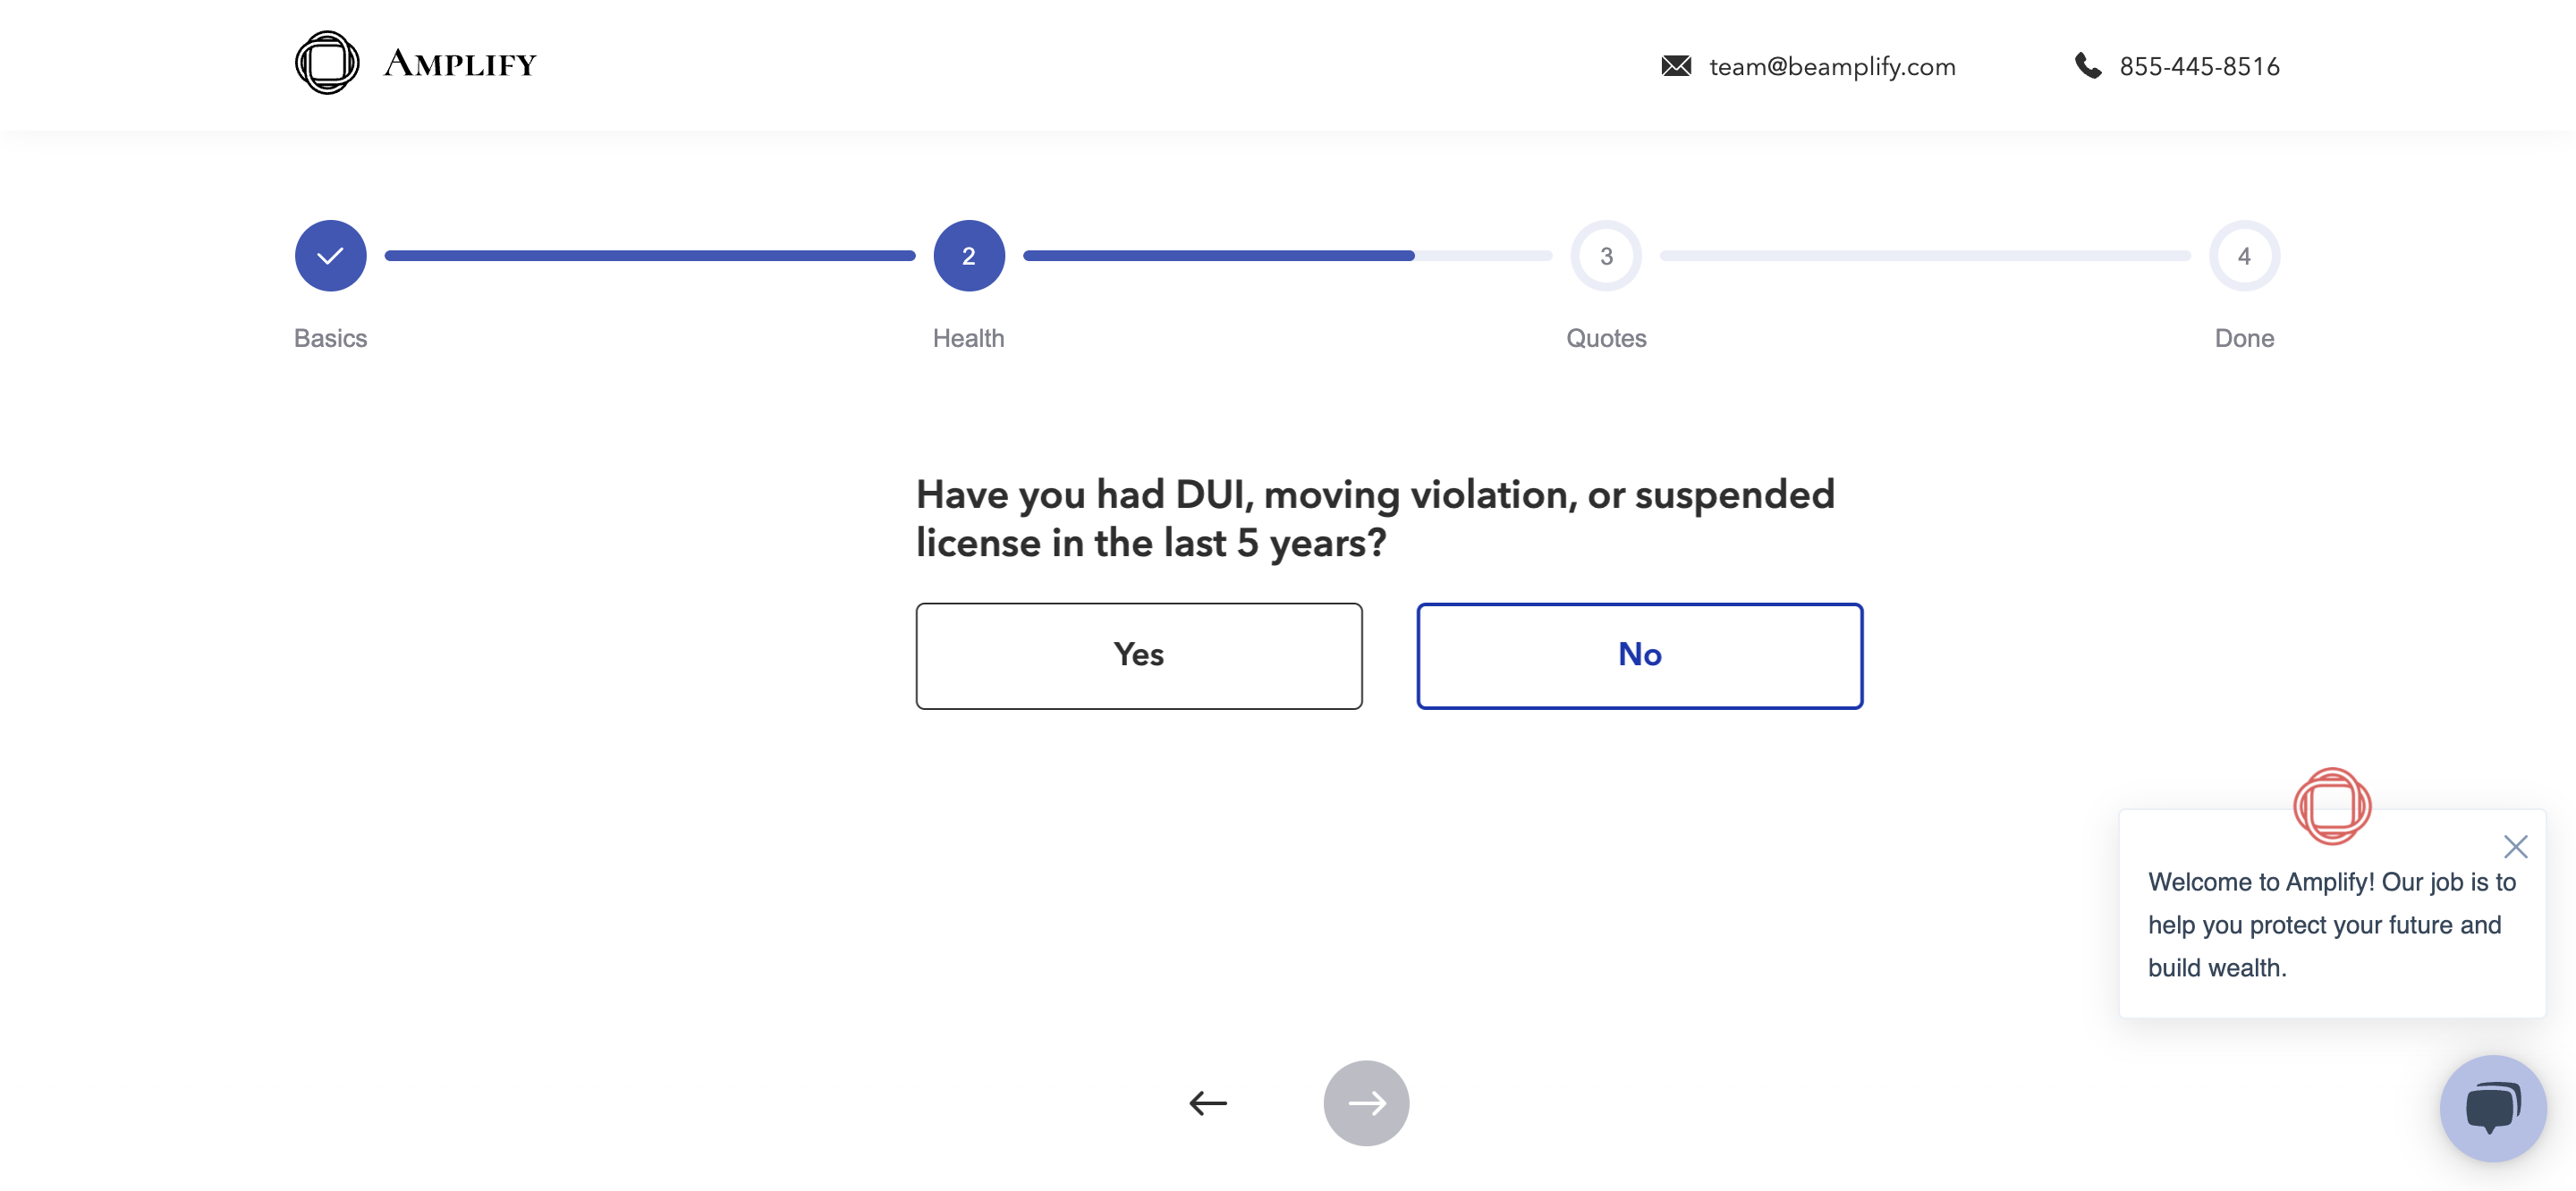 AMPLIFY
team@beamplify.com
855-445-8516
2
3
4
Basics
Health
Quotes
Done
Have you had DUI, moving violation, or suspended
license in the last 5 years?
Yes
No
Welcome to Amplify! Our job is to
help you protect your future and
build wealth.